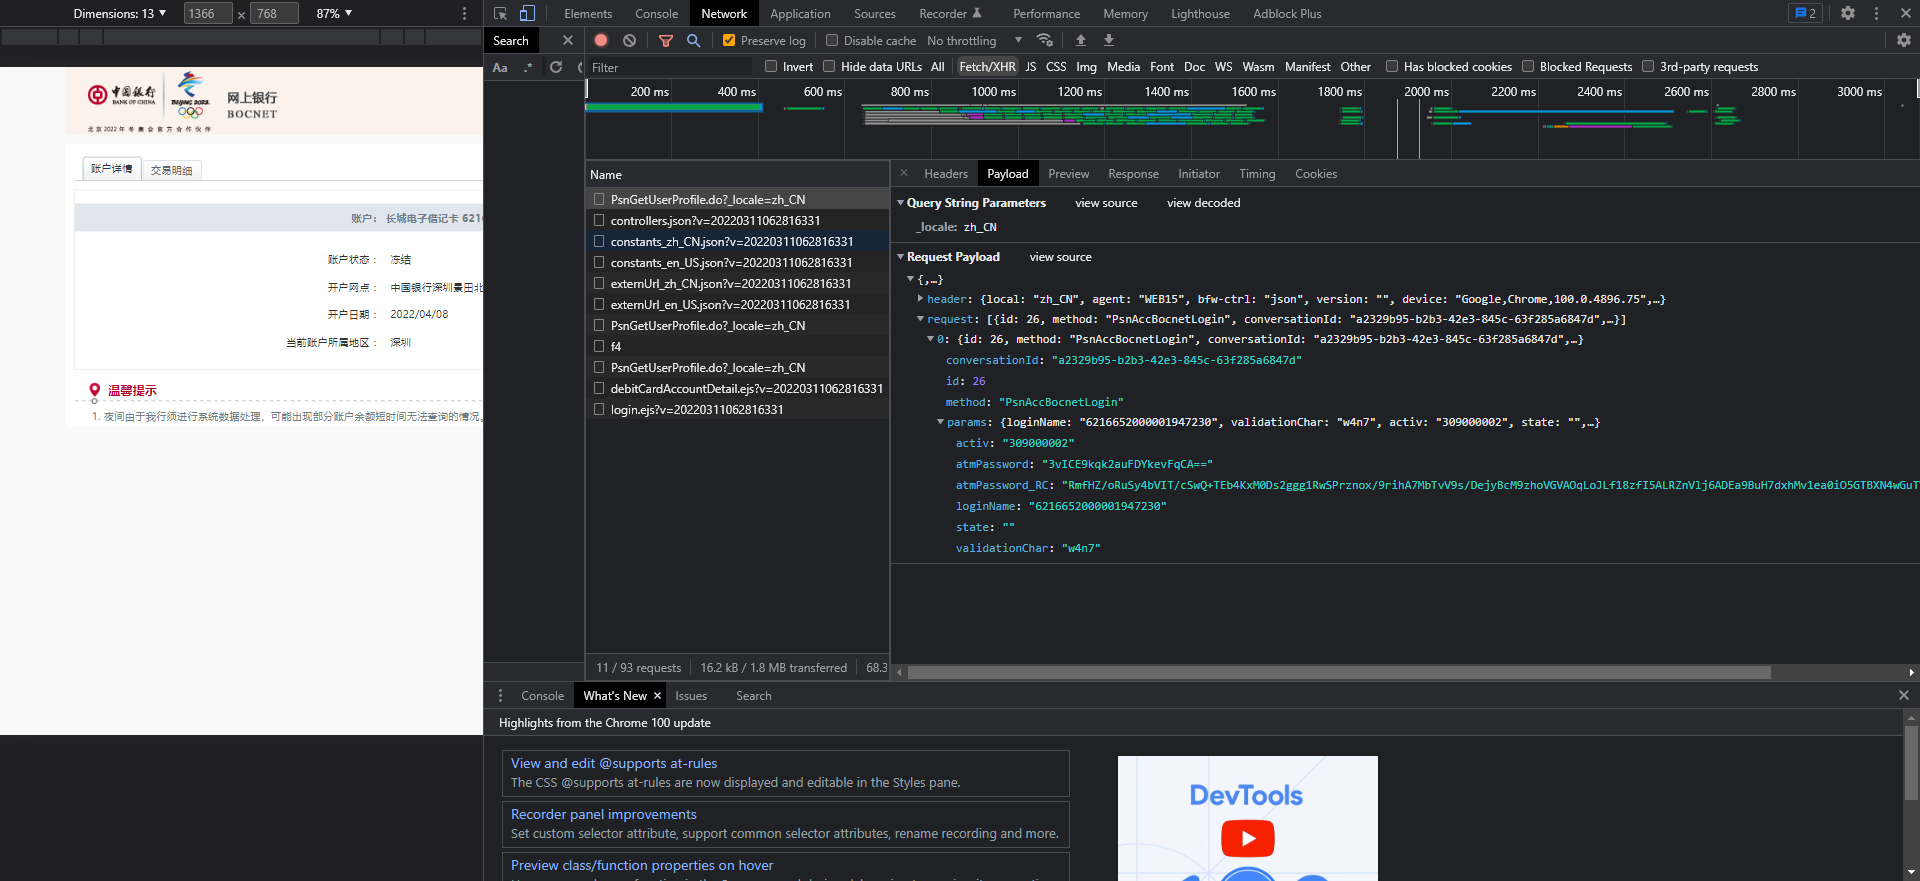 Dimensions: 13 ▼ 1366 × 768 87% ▼
Elements Console Network Application Sources Recorder Performance Memory Lighthouse Adblock Plus 2
Search
Aa .*
Preserve log Disable cache No throttling
Filter Invert Hide data URLs All Fetch/XHR JS CSS Img Media Font Doc WS Wasm Manifest Other Has blocked cookies Blocked Requests 3rd-party requests
200 ms 400 ms 600 ms 800 ms 1000 ms 1200 ms 1400 ms 1600 ms 1800 ms 2000 ms 2200 ms 2400 ms 2600 ms 2800 ms 3000 ms
中国银行
BANK OF CHINA
BEIJING 2022
网上银行
BOCNET
北京2022年冬奥会官方合作伙伴
账户详情 交易明细
账户： 长城电子借记卡 6216
账户状态： 冻结
开户网点： 中国银行深圳景田北
开户日期： 2022/04/08
当前账户所属地区： 深圳
温馨提示
1. 夜间由于我行须进行系统数据处理，可能出现部分账户余额短时间无法查询的情况。
Name
PsnGetUserProfile.do?_locale=zh_CN
controllers.json?v=20220311062816331
constants_zh_CN.json?v=20220311062816331
constants_en_US.json?v=20220311062816331
externUrl_zh_CN.json?v=20220311062816331
externUrl_en_US.json?v=20220311062816331
PsnGetUserProfile.do?_locale=zh_CN
f4
PsnGetUserProfile.do?_locale=zh_CN
debitCardAccountDetail.ejs?v=20220311062816331
login.ejs?v=20220311062816331
11 / 93 requests 16.2 kB / 1.8 MB transferred 68.3
Headers Payload Preview Response Initiator Timing Cookies
Query String Parameters view source view decoded
_locale: zh_CN
Request Payload view source
{,…}
header: {local: "zh_CN", agent: "WEB15", bfw-ctrl: "json", version: "", device: "Google,Chrome,100.0.4896.75",…}
request: [{id: 26, method: "PsnAccBocnetLogin", conversationId: "a2329b95-b2b3-42e3-845c-63f285a6847d",…}]
0: {id: 26, method: "PsnAccBocnetLogin", conversationId: "a2329b95-b2b3-42e3-845c-63f285a6847d",…}
conversationId: "a2329b95-b2b3-42e3-845c-63f285a6847d"
id: 26
method: "PsnAccBocnetLogin"
params: {loginName: "6216652000001947230", validationChar: "w4n7", activ: "309000002", state: "",…}
activ: "309000002"
atmPassword: "3vICE9kqk2auFDYkevFqCA=="
atmPassword_RC: "RmfHZ/oRuSy4bVIT/cSwQ+TEb4KxM0Ds2ggg1RwSPrznox/9rihA7MbTvV9s/DejyBcM9zhoVGVAOqLoJLf18zfI5ALRZnVlj6ADEa9BuH7dxhMv1ea0iO5GTBXN4wGuT
loginName: "6216652000001947230"
state: ""
validationChar: "w4n7"
Console What's New Issues Search
Highlights from the Chrome 100 update
View and edit @supports at-rules
The CSS @supports at-rules are now displayed and editable in the Styles pane.
Recorder panel improvements
Set custom selector attribute, support common selector attributes, rename recording and more.
Preview class/function properties on hover
DevTools